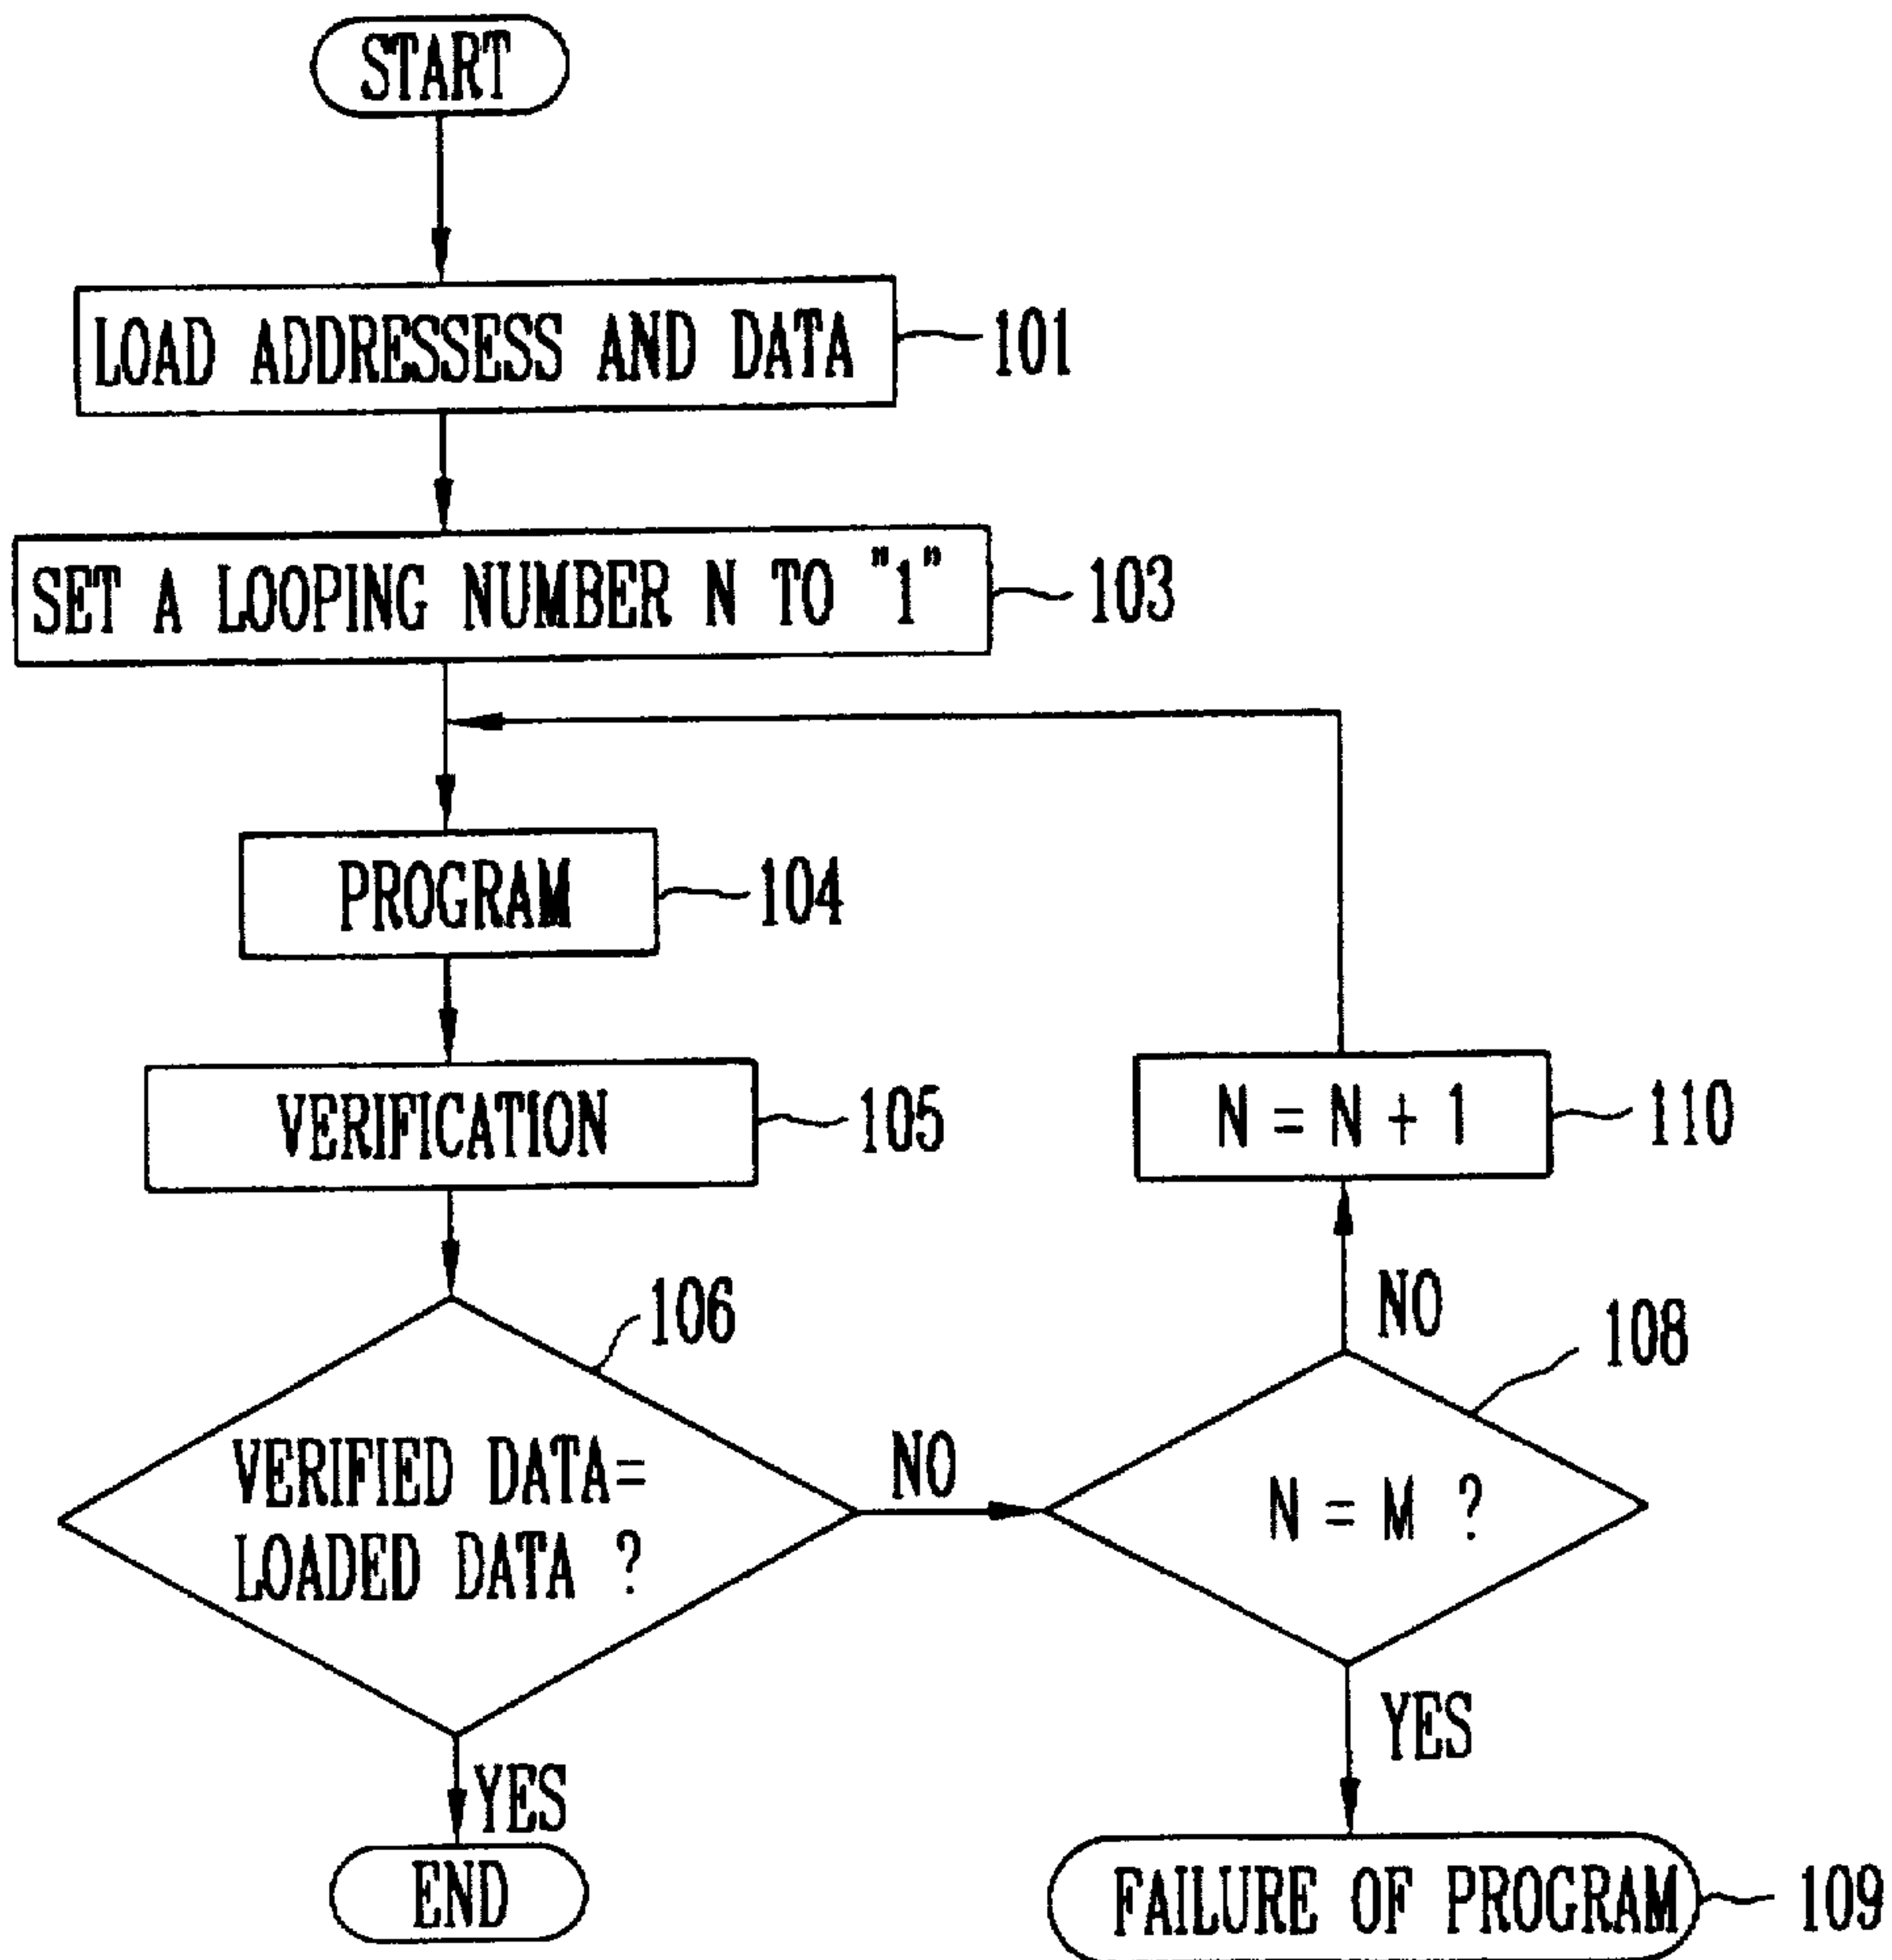 START
LOAD ADDRESSESS AND DATA
101
SET A LOOPING NUMBER N TO "1"
103
PROGRAM
104
VERIFICATION
105
N = N + 1
110
106
NO
108
VERIFIED DATA=
LOADED DATA ?
NO
N = M ?
YES
YES
END
FAILURE OF PROGRAM
109